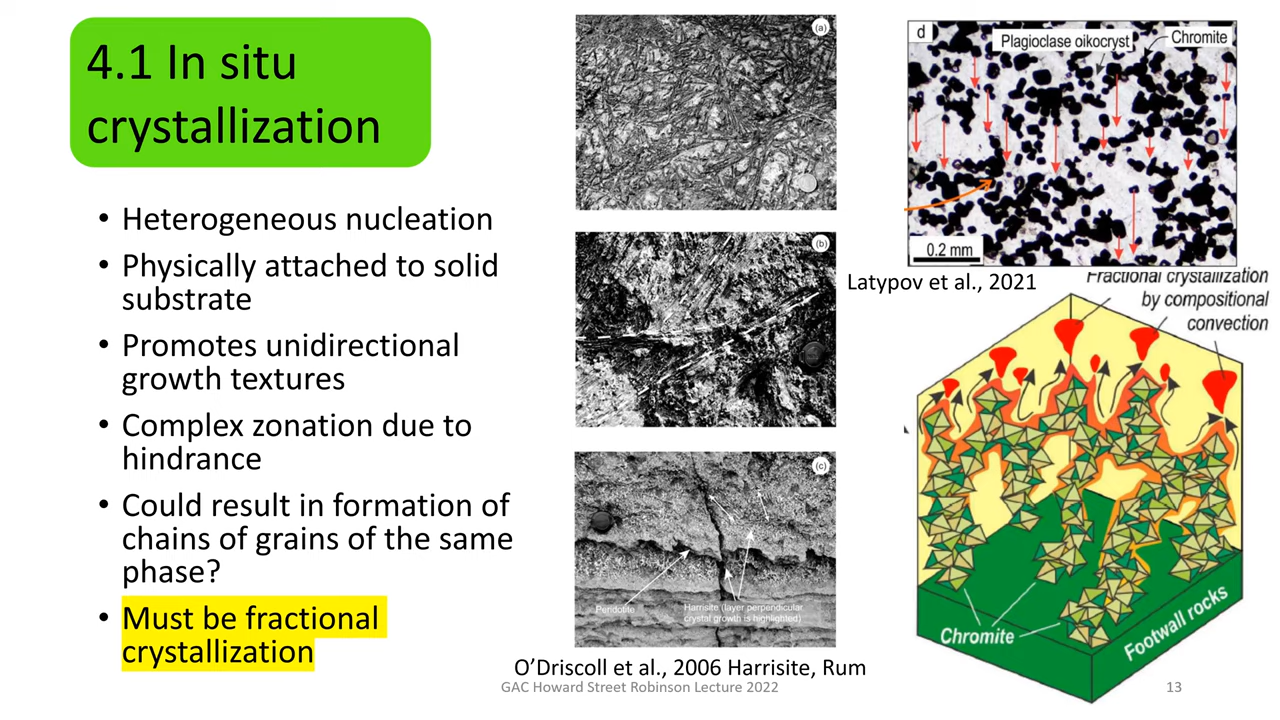 4.1 In situ
crystallization
• Heterogeneous nucleation
• Physically attached to solid
substrate
• Promotes unidirectional
growth textures
• Complex zonation due to
hindrance
• Could result in formation of
chains of grains of the same
phase?
• Must be fractional
crystallization
(a)
(b)
(c)
Peridotite
Harrisite (layer perpendicular
crystal growth is highlighted)
O’Driscoll et al., 2006 Harrisite, Rum
d
Plagioclase oikocryst
Chromite
0.2 mm
Latypov et al., 2021
Fractional crystallization
by compositional
convection
Chromite
Footwall rocks
GAC Howard Street Robinson Lecture 2022
13